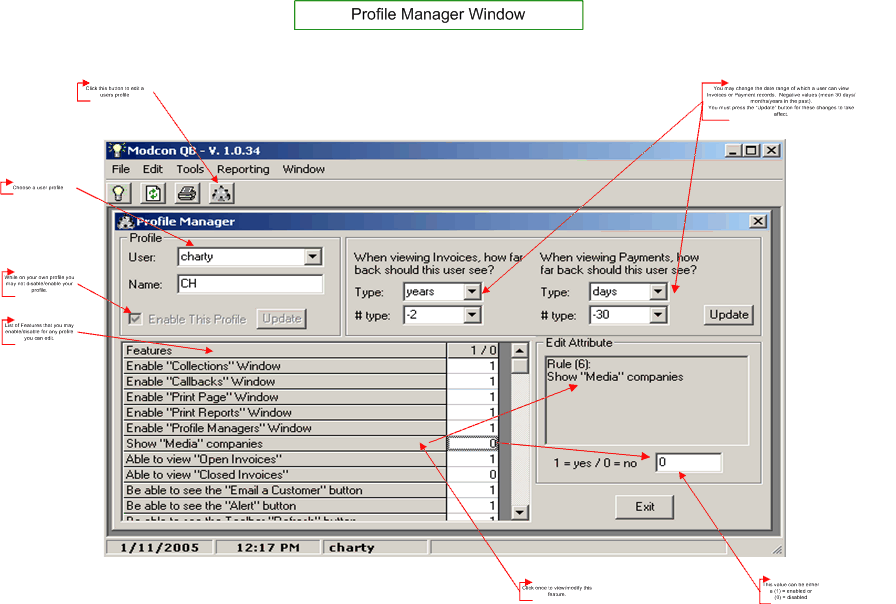 Profile Manager Window
Click this button to edit a
users profile.
You may change the date range of which a user can view
Invoices or Payment records. Negative values (mean 30 days/
months/years in the past).
You must press the "Update" button for these changes to take
affect.
Modcon QB - V. 1.0.34
File Edit Tools Reporting Window
Choose a user profile
Profile Manager
Profile
User: charty
Name: CH
Enable This Profile Update
When viewing Invoices, how far
back should this user see?
Type: years
# type: -2
When viewing Payments, how
far back should this user see?
Type: days
# type: -30
Update
While on your own profile you
may not disable/enable your
profile.
List of Features that you may
enable/disable for any profile
you can edit.
Features 1 / 0
Enable "Collections" Window 1
Enable "Callbacks" Window 1
Enable "Print Page" Window 1
Enable "Print Reports" Window 1
Enable "Profile Managers" Window 1
Show "Media" companies 0
Able to view "Open Invoices" 1
Able to view "Closed Invoices" 0
Be able to see the "Email a Customer" button 1
Be able to see the "Alert" button 1
Be able to see the Toolbar "Refresh" button
Edit Attribute
Rule (6):
Show "Media" companies
1 = yes / 0 = no 0
Exit
1/11/2005 12:17 PM charty
Click once to view/modify this
feature.
This value can be either
a (1) = enabled or
(0) = disabled